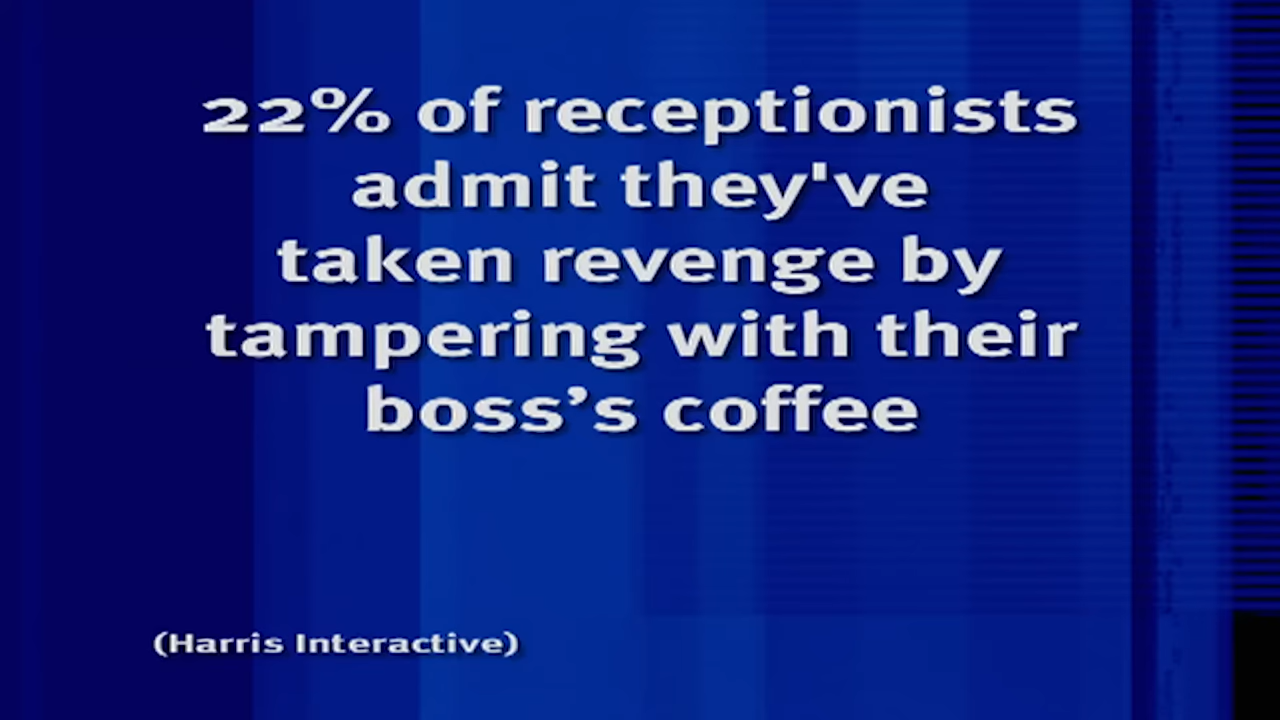 22% of receptionists
admit they've
taken revenge by
tampering with their
boss’s coffee
(Harris Interactive)